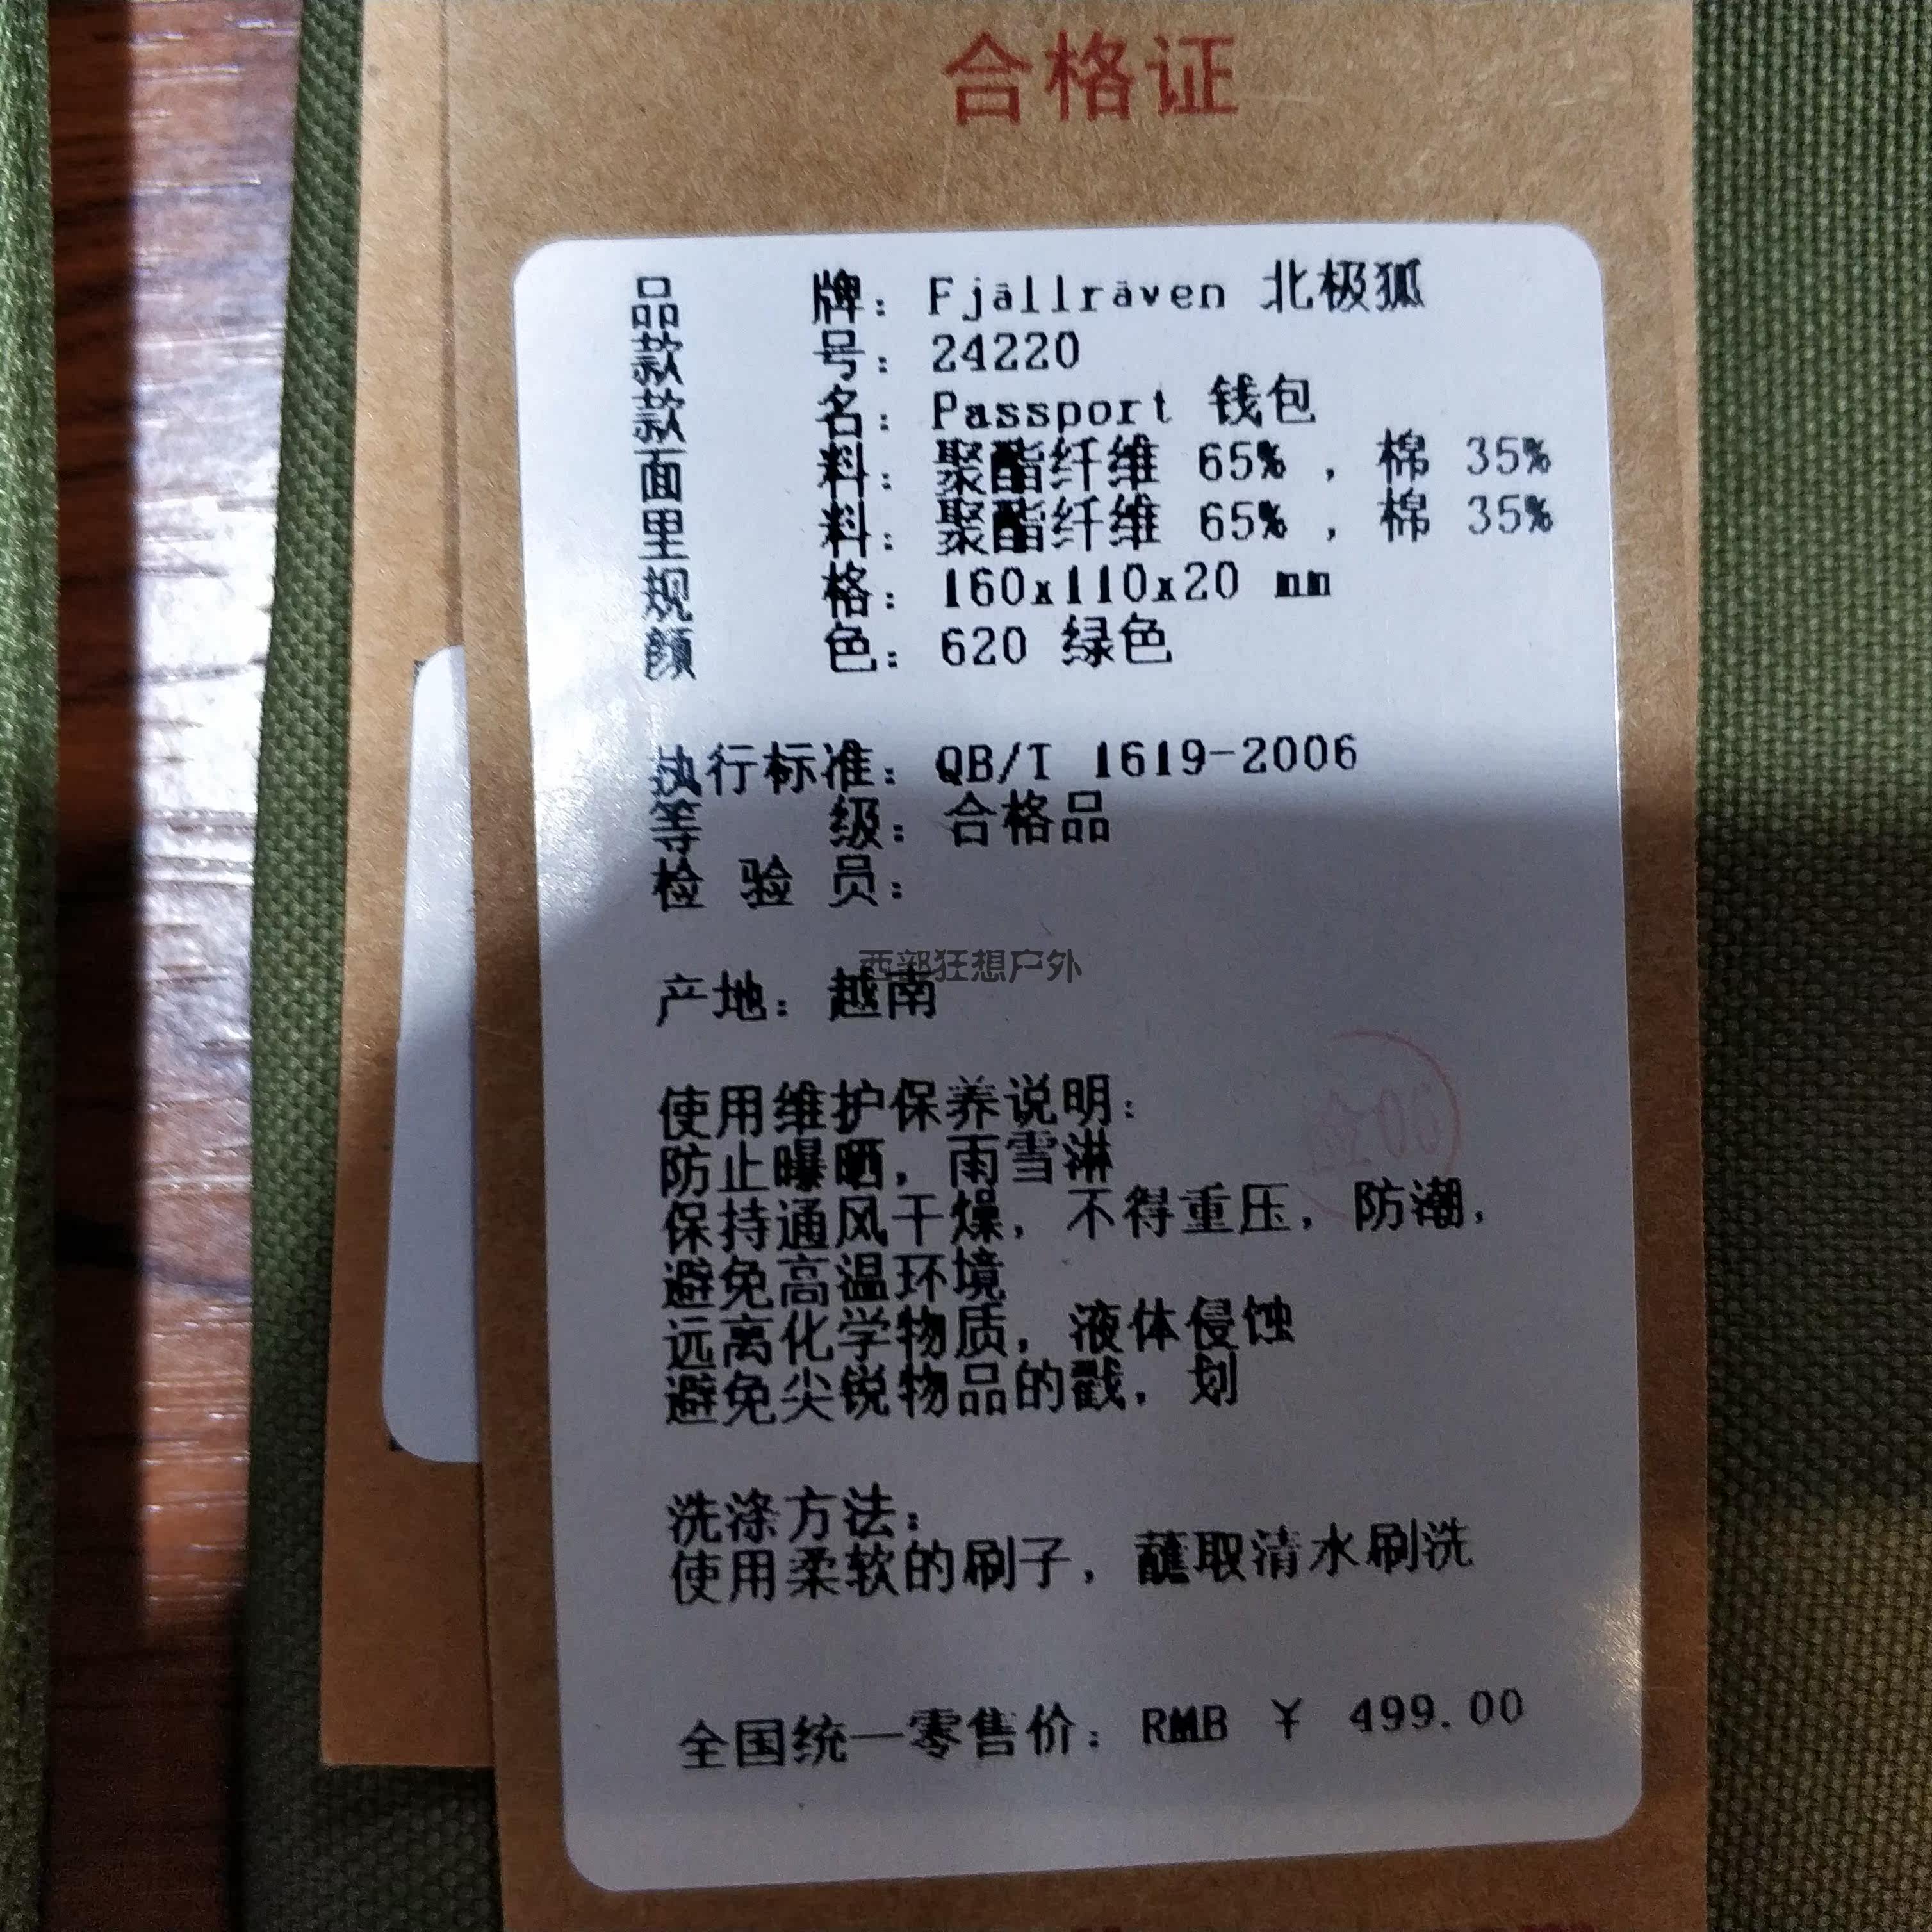 合格证
品 牌：Fjällräven 北极狐
款 号：24220
款 名：Passport 钱包
面 料：聚酯纤维 65% ，棉 35%
里 料：聚酯纤维 65% ，棉 35%
规 格：160x110x20 mm
颜 色：620 绿色
执行标准：QB/T 1619-2006
等 级：合格品
检 验 员：
西部狂想户外
产地：越南
检06
使用维护保养说明：
防止曝晒，雨雪淋
保持通风干燥，不得重压，防潮，
避免高温环境
远离化学物质，液体侵蚀
避免尖锐物品的戳，划
洗涤方法：
使用柔软的刷子，蘸取清水刷洗
全国统一零售价：RMB ￥ 499.00